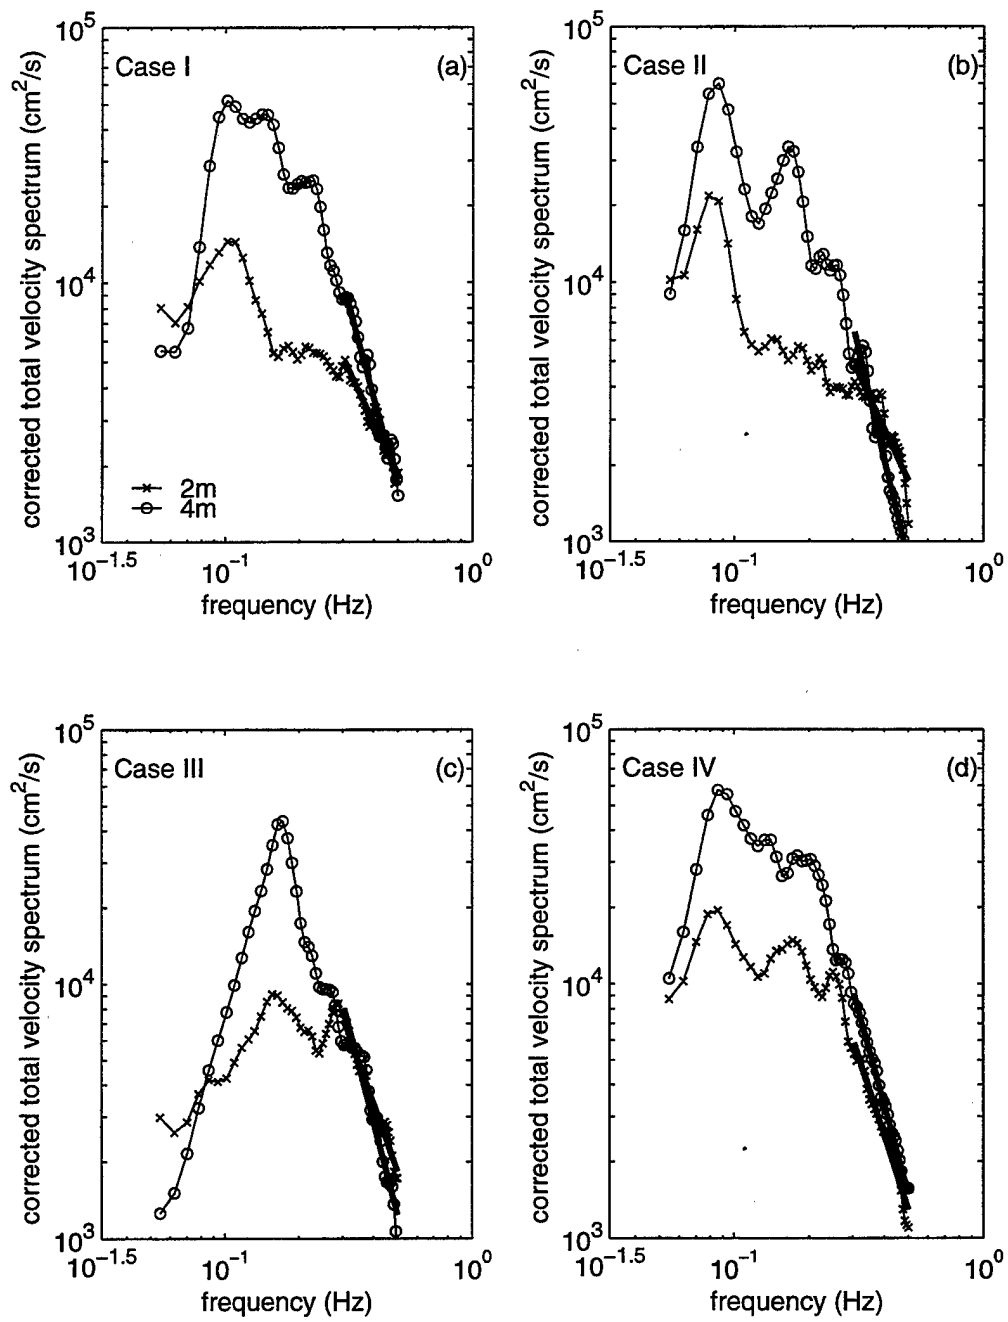 Case I
(a)
corrected total velocity spectrum (cm²/s)
10⁵
10⁴
10³
2m
4m
10⁻¹·⁵
10⁻¹
10⁰
frequency (Hz)
Case II
(b)
corrected total velocity spectrum (cm²/s)
10⁵
10⁴
10³
10⁻¹·⁵
10⁻¹
10⁰
frequency (Hz)
Case III
(c)
corrected total velocity spectrum (cm²/s)
10⁵
10⁴
10³
10⁻¹·⁵
10⁻¹
10⁰
frequency (Hz)
Case IV
(d)
corrected total velocity spectrum (cm²/s)
10⁵
10⁴
10³
10⁻¹·⁵
10⁻¹
10⁰
frequency (Hz)